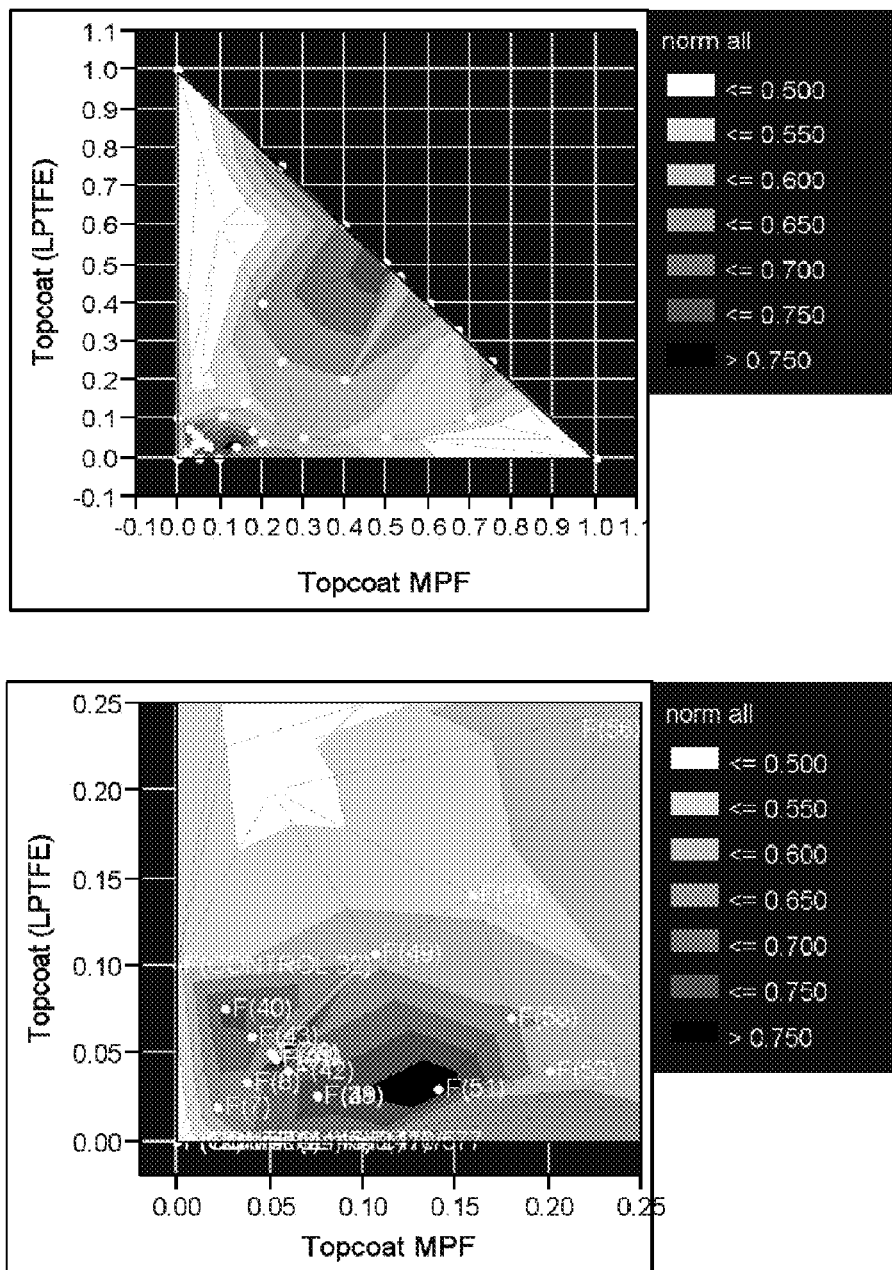 1.1
1.0
0.9
0.8
0.7
0.6
0.5
0.4
0.3
0.2
0.1
0.0
-0.1
Topcoat (LPTFE)
-0.1 0.0 0.1 0.2 0.3 0.4 0.5 0.6 0.7 0.8 0.9 1.0 1.1
Topcoat MPF
norm all
<= 0.500
<= 0.550
<= 0.600
<= 0.650
<= 0.700
<= 0.750
> 0.750
0.25
0.20
0.15
0.10
0.05
0.00
Topcoat (LPTFE)
F(49)
F(40)
F(42)
F(6)
F(7)
F(51)
0.00 0.05 0.10 0.15 0.20 0.25
Topcoat MPF
norm all
<= 0.500
<= 0.550
<= 0.600
<= 0.650
<= 0.700
<= 0.750
> 0.750